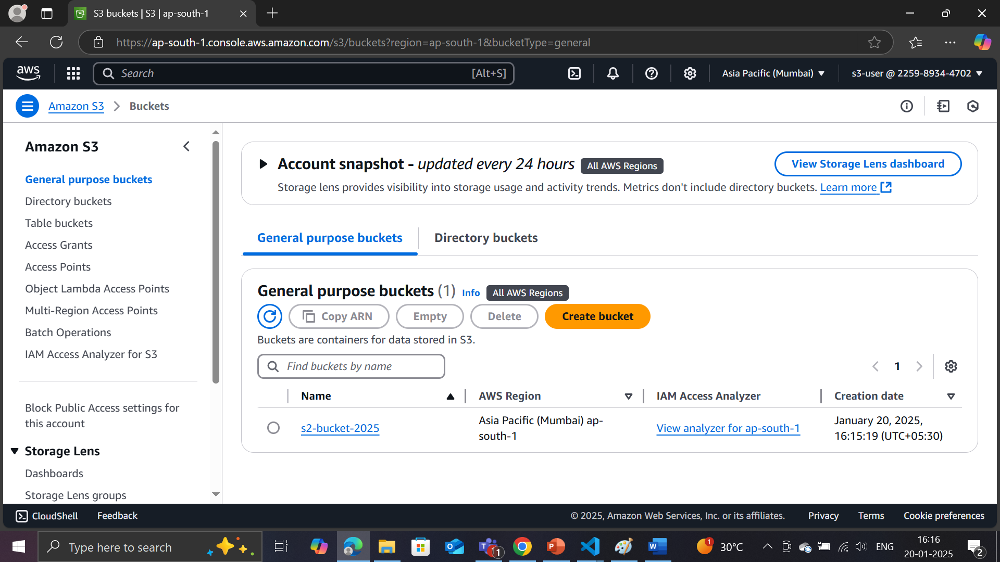 S3 buckets | S3 | ap-south-1
https://ap-south-1.console.aws.amazon.com/s3/buckets?region=ap-south-1&bucketType=general
aws
Search
[Alt+S]
Asia Pacific (Mumbai)
s3-user @ 2259-8934-4702
Amazon S3
Buckets
Amazon S3
General purpose buckets
Directory buckets
Table buckets
Access Grants
Access Points
Object Lambda Access Points
Multi-Region Access Points
Batch Operations
IAM Access Analyzer for S3
Block Public Access settings for
this account
Storage Lens
Dashboards
Storage Lens groups
Account snapshot - updated every 24 hours
All AWS Regions
View Storage Lens dashboard
Storage lens provides visibility into storage usage and activity trends. Metrics don't include directory buckets. Learn more
General purpose buckets
Directory buckets
General purpose buckets (1)
Info
All AWS Regions
Copy ARN
Empty
Delete
Create bucket
Buckets are containers for data stored in S3.
Find buckets by name
1
Name
AWS Region
IAM Access Analyzer
Creation date
s2-bucket-2025
Asia Pacific (Mumbai) ap-
south-1
View analyzer for ap-south-1
January 20, 2025,
16:15:19 (UTC+05:30)
CloudShell
Feedback
© 2025, Amazon Web Services, Inc. or its affiliates.
Privacy
Terms
Cookie preferences
Type here to search
1
1
30°C
ENG
16:16
20-01-2025
2